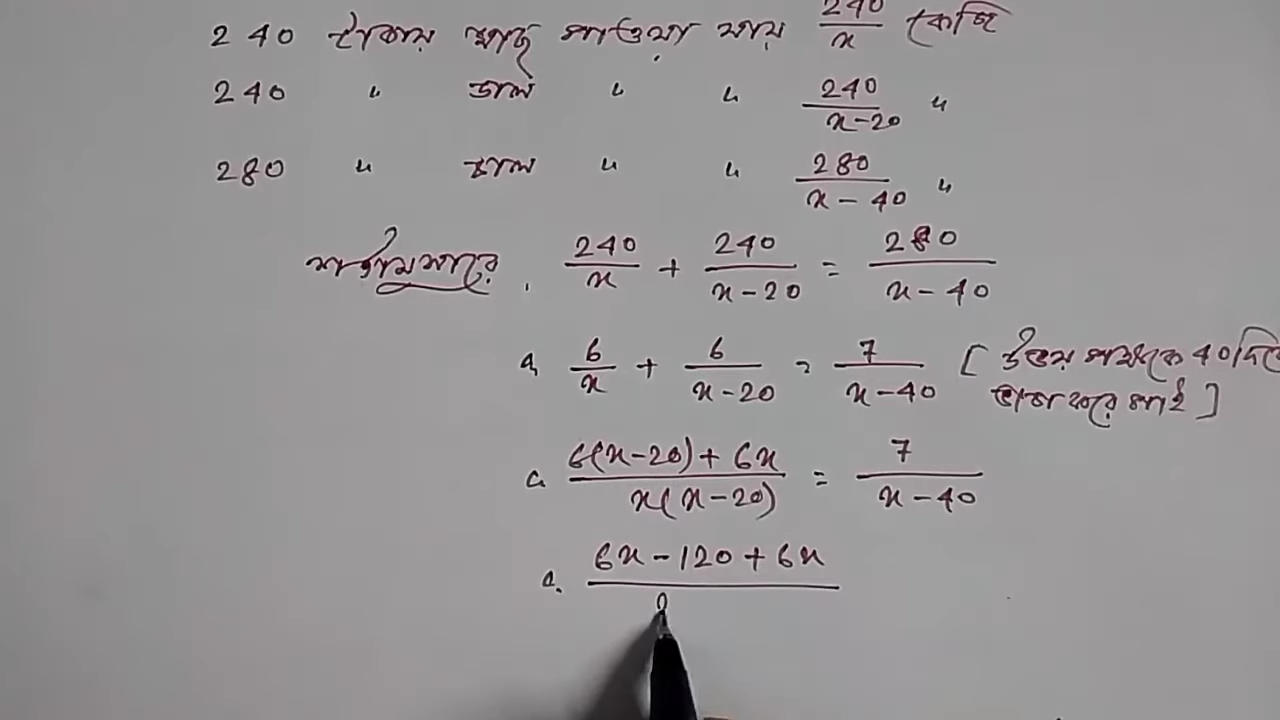 240 টাকায় মাছ পাওয়া যায় 240/x কেজি
240 " ডাল " " 240/(x-20) "
280 " চাল " " 280/(x-40) "
শর্তানুসারে, 240/x + 240/(x-20) = 280/(x-40)
বা, 6/x + 6/(x-20) = 7/(x-40) [উভয় পক্ষকে 40 দিয়ে
ভাগ করে পাই]
বা, (6(x-20)+6x)/(x(x-20)) = 7/(x-40)
বা, 6x-120+6x